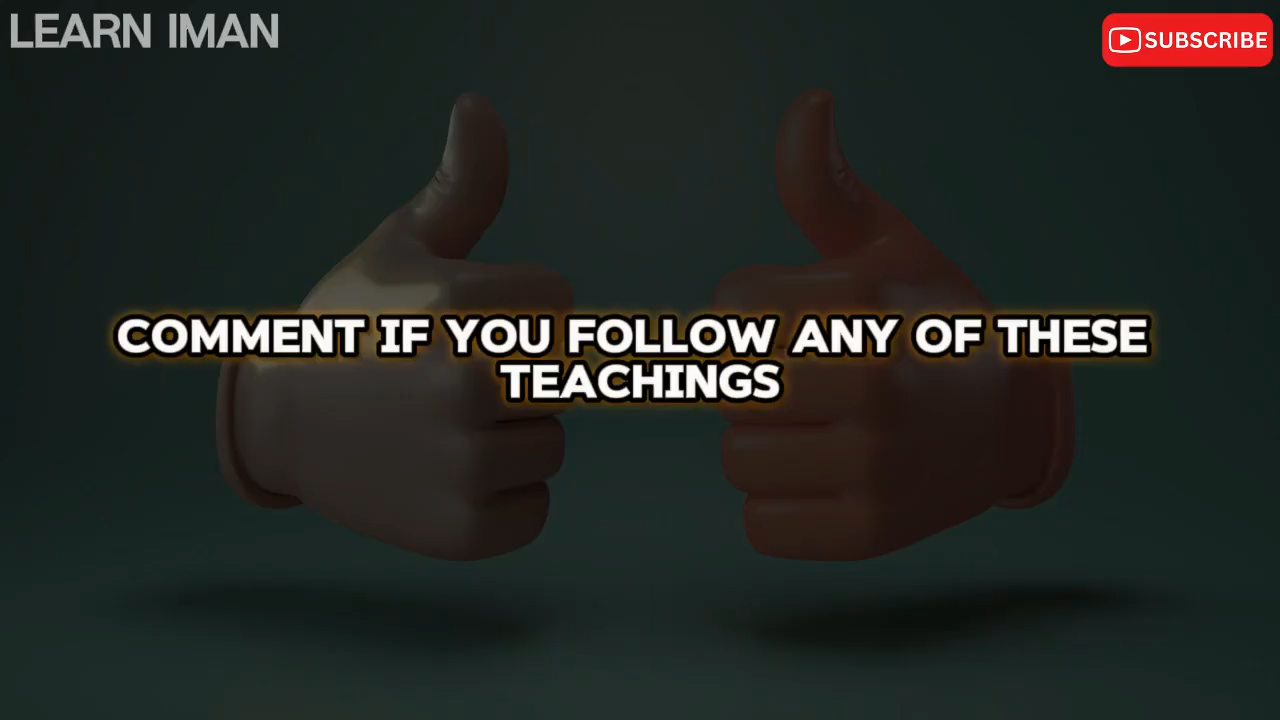 LEARN IMAN
SUBSCRIBE
COMMENT IF YOU FOLLOW ANY OF THESE
TEACHINGS